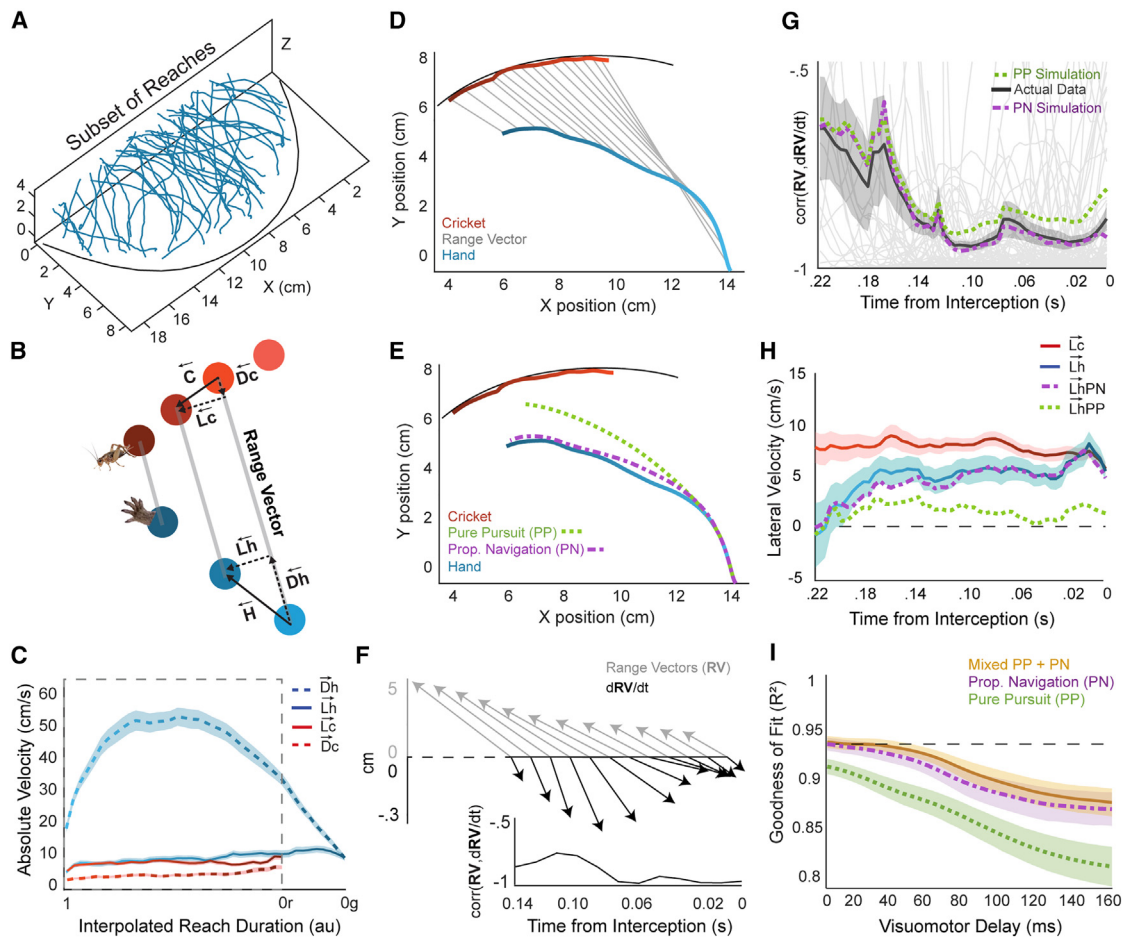 A
Subset of Reaches
Z
4
2
0
0
2
4
6
8
Y
18
16
14
12
10
8
6
4
2
X (cm)
B
C
Dc
Lc
Range Vector
Lh
Dh
H
C
Absolute Velocity (cm/s)
60
50
40
30
20
10
0
Dh
Lh
Lc
Dc
1
0r
0g
Interpolated Reach Duration (au)
D
Y position (cm)
8
6
4
2
0
Cricket
Range Vector
Hand
4
6
8
10
12
14
X position (cm)
E
Y position (cm)
8
6
4
2
0
Cricket
Pure Pursuit (PP)
Prop. Navigation (PN)
Hand
4
6
8
10
12
14
X position (cm)
F
Range Vectors (RV)
dRV/dt
5
0
cm
0
-.3
corr(RV,dRV/dt)
-.5
-1
0.14
0.10
0.06
0.02
0
Time from Interception (s)
G
-.5
PP Simulation
Actual Data
PN Simulation
corr(RV,dRV/dt)
-1
.22
.18
.14
.10
.06
.02
0
Time from Interception (s)
H
Lc
Lh
LhPN
LhPP
Lateral Velocity (cm/s)
15
10
5
0
-5
.22
.18
.14
.10
.06
.02
0
Time from Interception (s)
I
Mixed PP + PN
Prop. Navigation (PN)
Pure Pursuit (PP)
Goodness of Fit (R²)
1
0.95
0.9
0.85
0.8
0
20
40
60
80
100
120
140
160
Visuomotor Delay (ms)